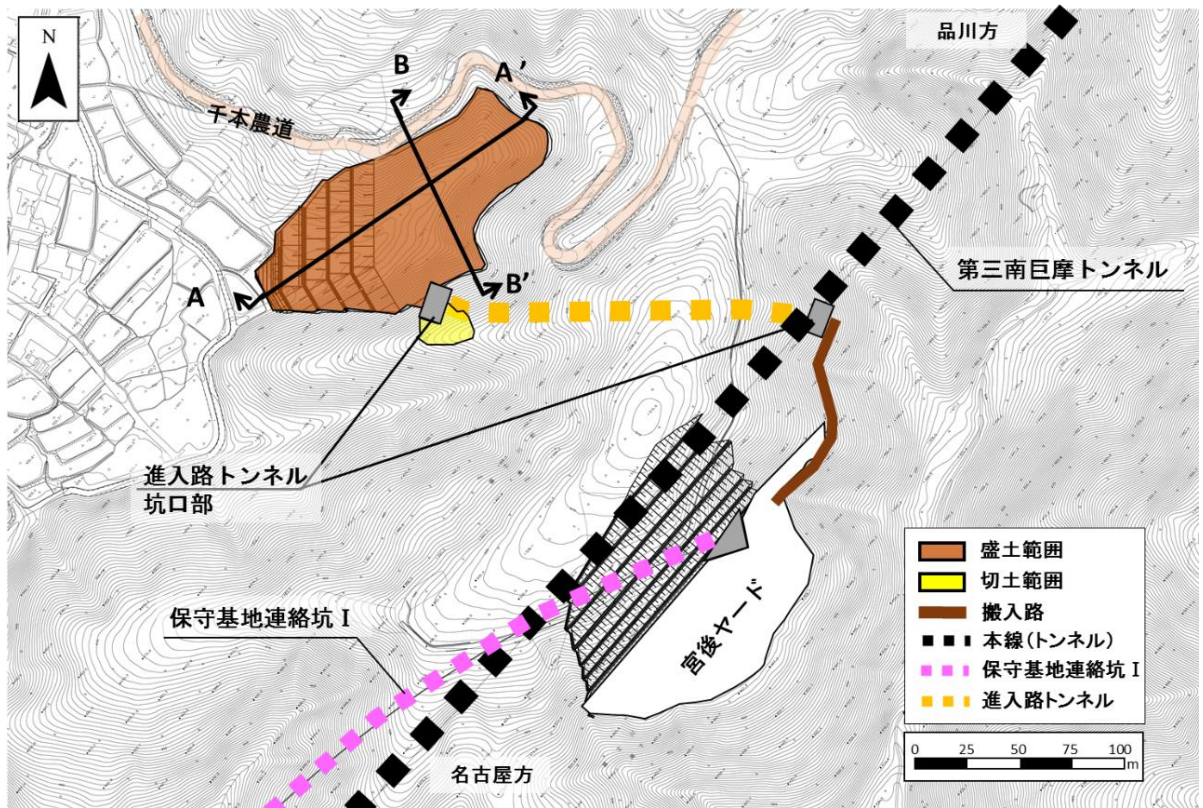 N
品川方
B
A'
千本農道
第三南巨摩トンネル
A
B'
進入路トンネル
坑口部
保守基地連絡坑Ⅰ
宮後ヤード
名古屋方
盛土範囲
切土範囲
搬入路
本線(トンネル)
保守基地連絡坑Ⅰ
進入路トンネル
0 25 50 75 100
m